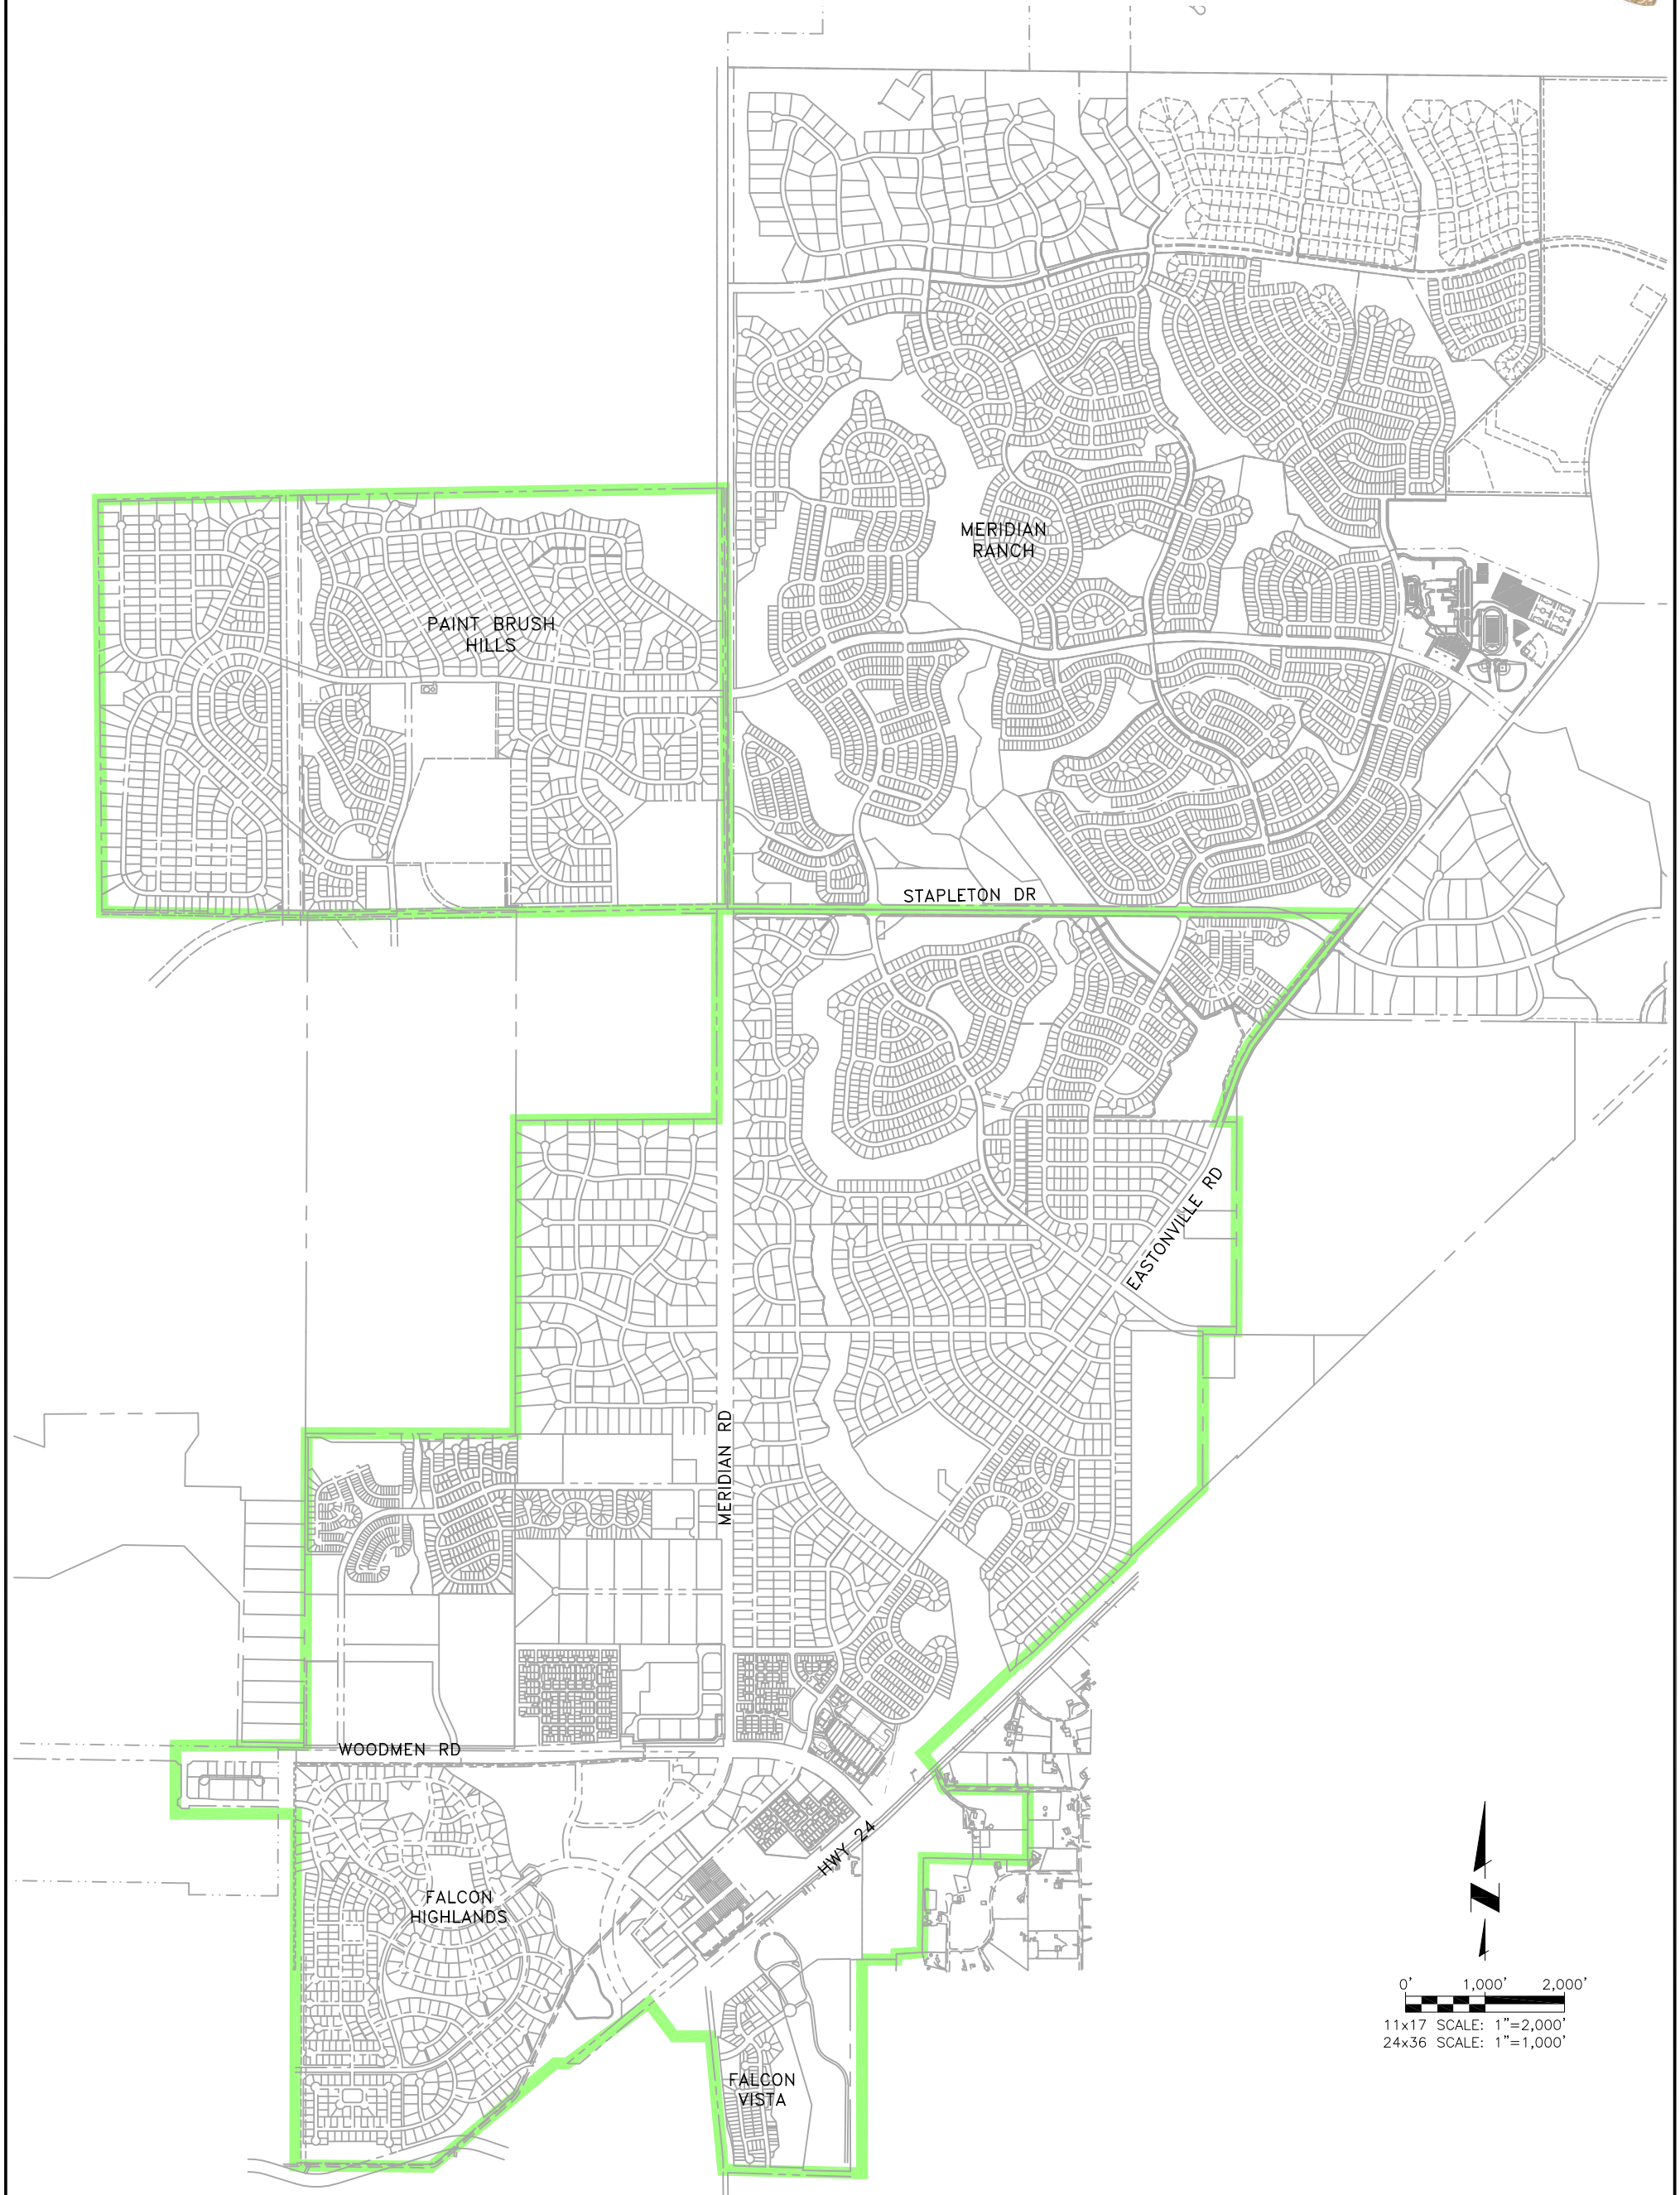 MERIDIAN
RANCH
PAINT BRUSH
HILLS
STAPLETON DR
EASTONVILLE RD
MERIDIAN RD
WOODMEN RD
HWY 24
FALCON
HIGHLANDS
FALCON
VISTA
N
0' 1,000' 2,000'
11x17 SCALE: 1"=2,000'
24x36 SCALE: 1"=1,000'